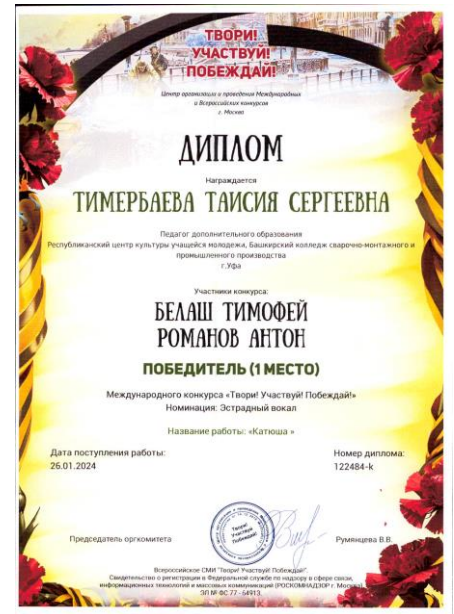 ТВОРИ!
УЧАСТВУЙ!
ПОБЕЖДАЙ!
Центр организации и проведения Международных
и Всероссийских конкурсов
г. Москва
ДИПЛОМ
Награждается
ТИМЕРБАЕВА ТАИСИЯ СЕРГЕЕВНА
Педагог дополнительного образования
Республиканский центр культуры учащейся молодежи, Башкирский колледж сварочно-монтажного и
промышленного производства
г.Уфа
Участники конкурса:
БЕЛАШ ТИМОФЕЙ
РОМАНОВ АНТОН
ПОБЕДИТЕЛЬ (1 МЕСТО)
Международного конкурса «Твори! Участвуй! Побеждай!»
Номинация: Эстрадный вокал
Название работы: «Катюша »
Дата поступления работы:
26.01.2024
Номер диплома:
122484-k
Твори!
Участвуй!
Побеждай!
Председатель оргкомитета
Румянцева В.В.
Всероссийское СМИ "Твори! Участвуй! Побеждай!".
Свидетельство о регистрации в Федеральной службе по надзору в сфере связи,
информационных технологий и массовых коммуникаций (РОСКОМНАДЗОР г. Москва)
ЭЛ № ФС 77 - 64913